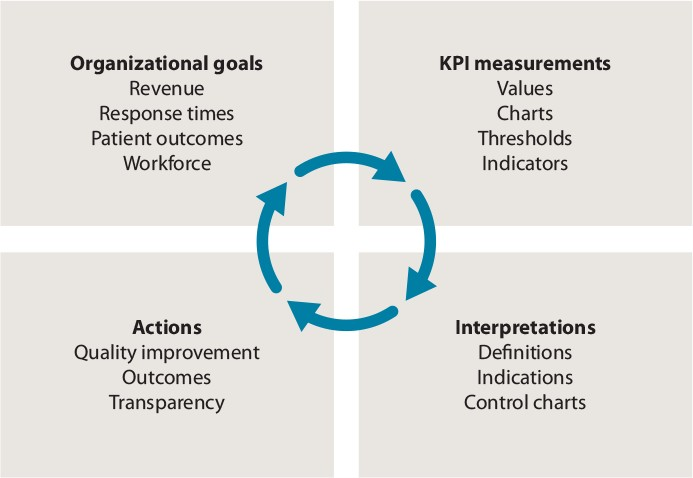 Organizational goals
Revenue
Response times
Patient outcomes
Workforce
KPI measurements
Values
Charts
Thresholds
Indicators
Actions
Quality improvement
Outcomes
Transparency
Interpretations
Definitions
Indications
Control charts